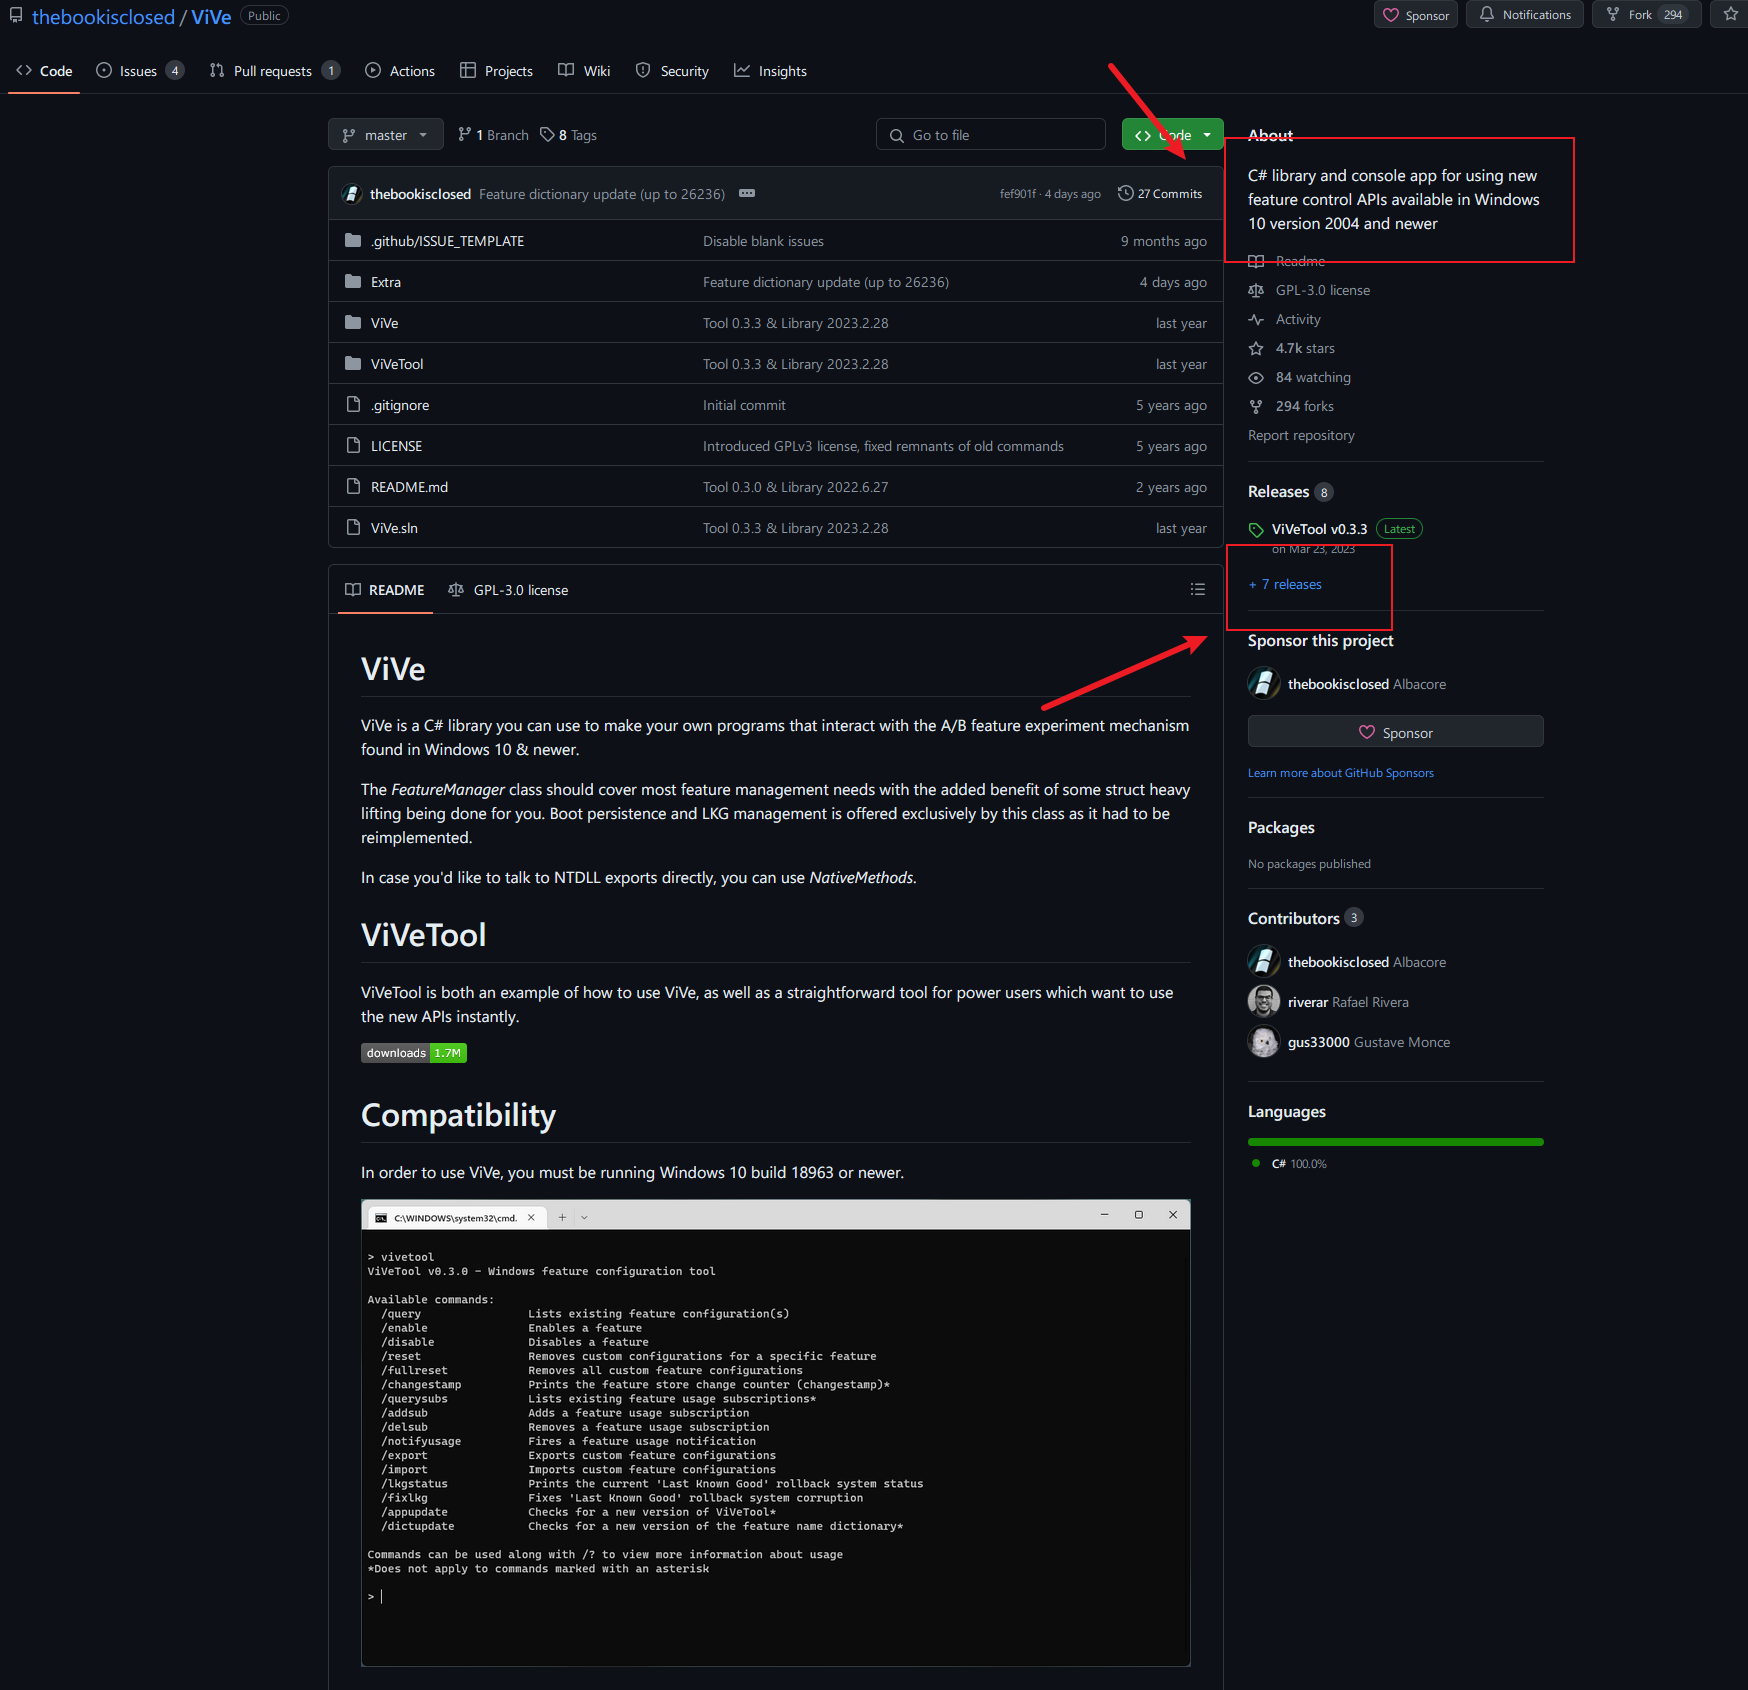 thebookisclosed / ViVe Public
Sponsor Notifications Fork 294
Code Issues 4 Pull requests 1 Actions Projects Wiki Security Insights
master 1 Branch 8 Tags Go to file Code
thebookisclosed Feature dictionary update (up to 26236) fef901f · 4 days ago 27 Commits
.github/ISSUE_TEMPLATE Disable blank issues 9 months ago
Extra Feature dictionary update (up to 26236) 4 days ago
ViVe Tool 0.3.3 & Library 2023.2.28 last year
ViVeTool Tool 0.3.3 & Library 2023.2.28 last year
.gitignore Initial commit 5 years ago
LICENSE Introduced GPLv3 license, fixed remnants of old commands 5 years ago
README.md Tool 0.3.0 & Library 2022.6.27 2 years ago
ViVe.sln Tool 0.3.3 & Library 2023.2.28 last year
README GPL-3.0 license
ViVe
ViVe is a C# library you can use to make your own programs that interact with the A/B feature experiment mechanism
found in Windows 10 & newer.
The FeatureManager class should cover most feature management needs with the added benefit of some struct heavy
lifting being done for you. Boot persistence and LKG management is offered exclusively by this class as it had to be
reimplemented.
In case you'd like to talk to NTDLL exports directly, you can use NativeMethods.
ViVeTool
ViVeTool is both an example of how to use ViVe, as well as a straightforward tool for power users which want to use
the new APIs instantly.
downloads 1.7M
Compatibility
In order to use ViVe, you must be running Windows 10 build 18963 or newer.
C:\WINDOWS\system32\cmd.
> vivetool
ViVeTool v0.3.0 - Windows feature configuration tool
Available commands:
/query Lists existing feature configuration(s)
/enable Enables a feature
/disable Disables a feature
/reset Removes custom configurations for a specific feature
/fullreset Removes all custom feature configurations
/changestamp Prints the feature store change counter (changestamp)*
/querysubs Lists existing feature usage subscriptions*
/addsub Adds a feature usage subscription
/delsub Removes a feature usage subscription
/notifyusage Fires a feature usage notification
/export Exports custom feature configurations
/import Imports custom feature configurations
/lkgstatus Prints the current 'Last Known Good' rollback system status
/fixlkg Fixes 'Last Known Good' rollback system corruption
/appupdate Checks for a new version of ViVeTool*
/dictupdate Checks for a new version of the feature name dictionary*
Commands can be used along with /? to view more information about usage
*Does not apply to commands marked with an asterisk
>
About
C# library and console app for using new
feature control APIs available in Windows
10 version 2004 and newer
Readme
GPL-3.0 license
Activity
4.7k stars
84 watching
294 forks
Report repository
Releases 8
ViVeTool v0.3.3 Latest
on Mar 23, 2023
+ 7 releases
Sponsor this project
thebookisclosed Albacore
Sponsor
Learn more about GitHub Sponsors
Packages
No packages published
Contributors 3
thebookisclosed Albacore
riverar Rafael Rivera
gus33000 Gustave Monce
Languages
C# 100.0%